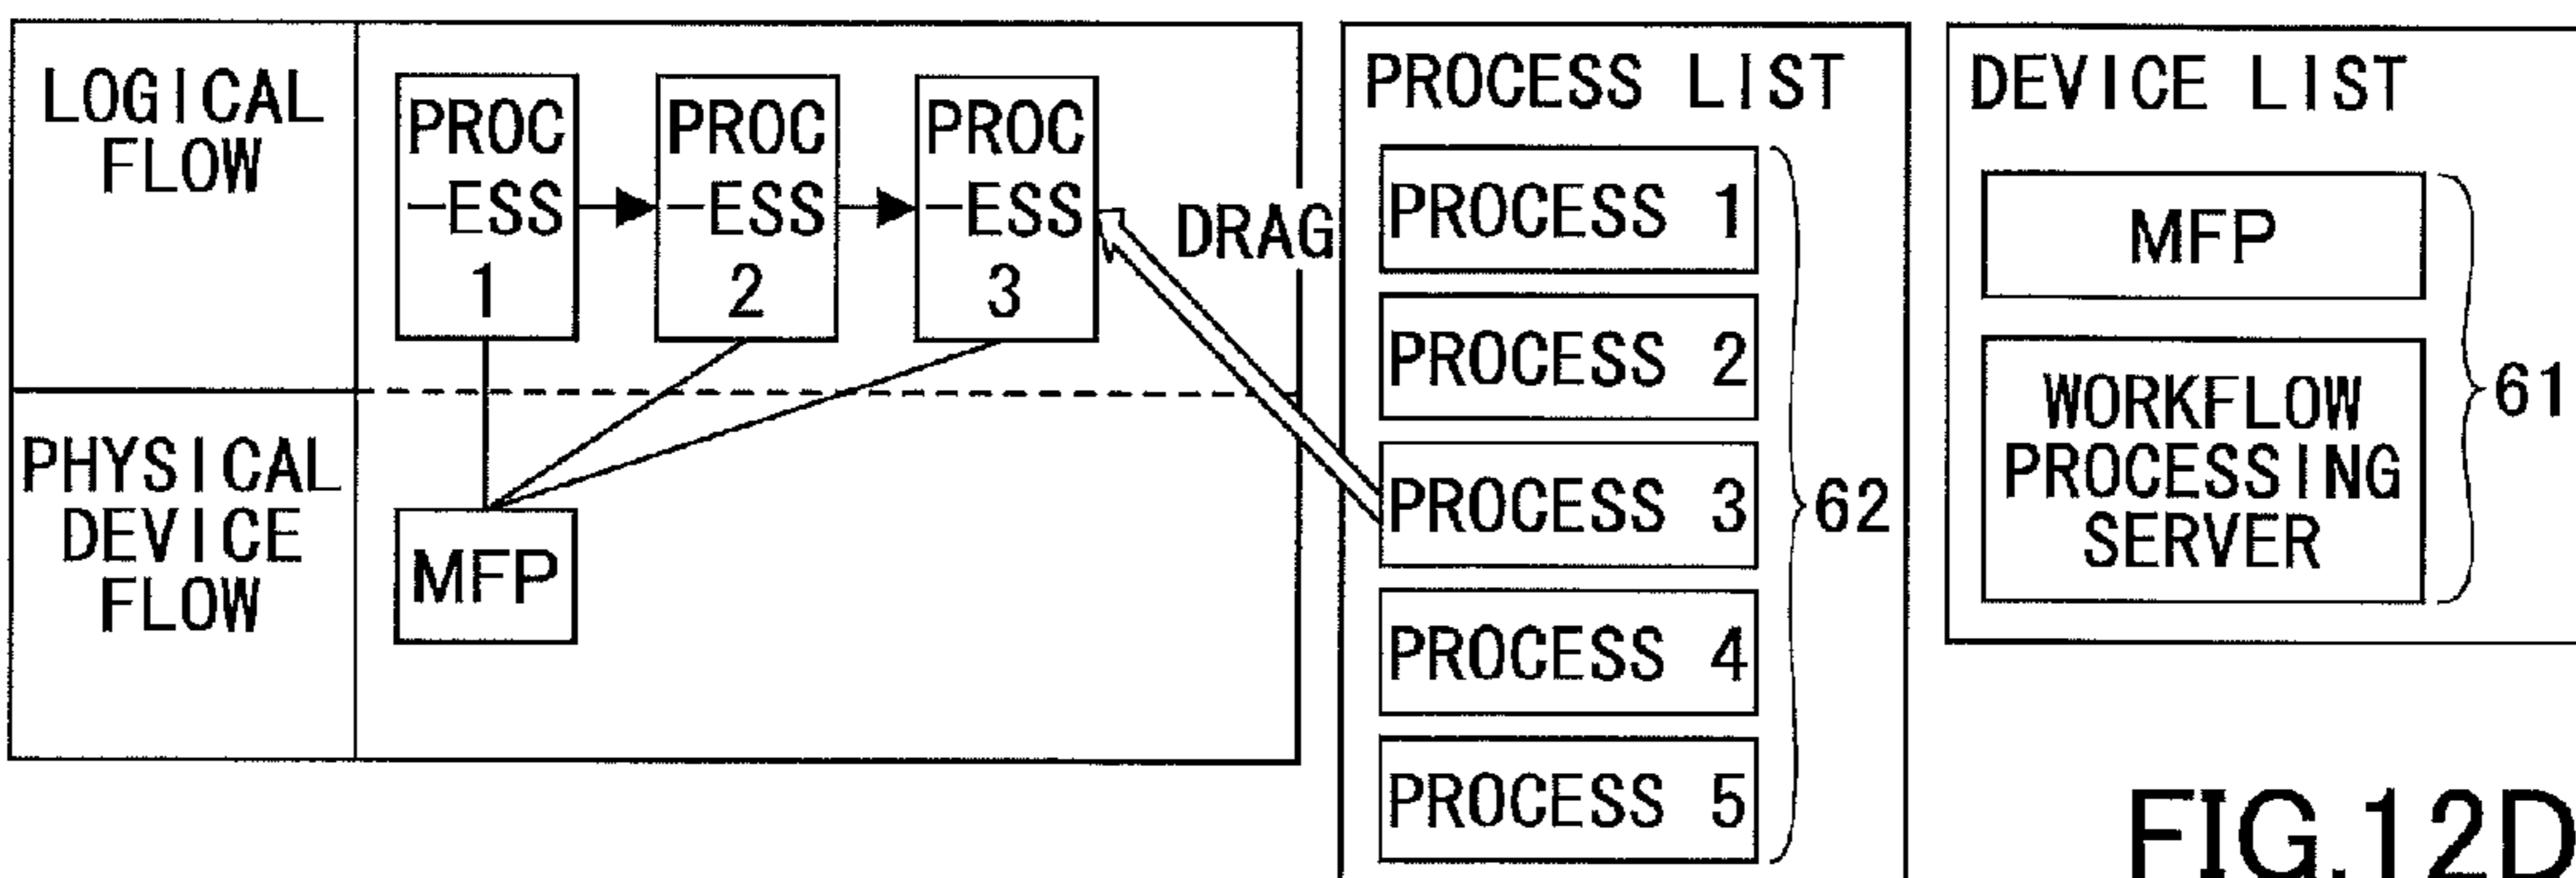 LOGICAL
FLOW
PROC
-ESS
1
PROC
-ESS
2
PROC
-ESS
3
DRAG
PHYSICAL
DEVICE
FLOW
MFP
PROCESS LIST
PROCESS 1
PROCESS 2
PROCESS 3
PROCESS 4
PROCESS 5
62
DEVICE LIST
MFP
WORKFLOW
PROCESSING
SERVER
61
FIG.12D